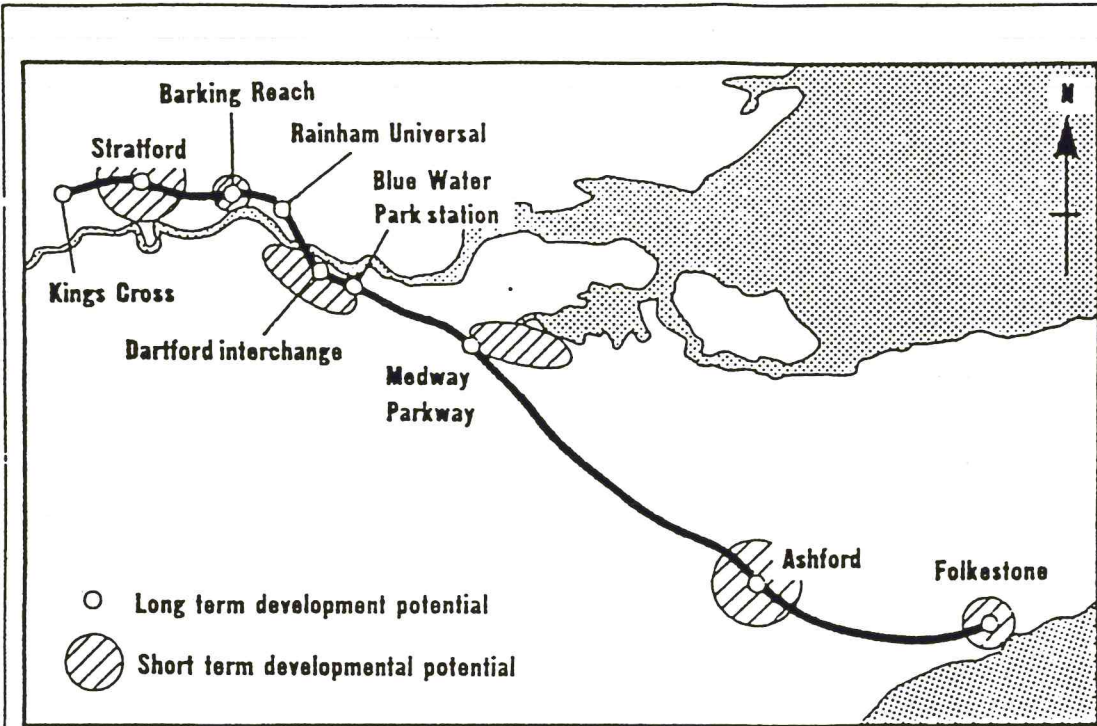 Barking Reach
Rainham Universal
Stratford
Blue Water
Park station
N
Kings Cross
Dartford interchange
Medway
Parkway
Ashford
Folkestone
Long term development potential
Short term developmental potential